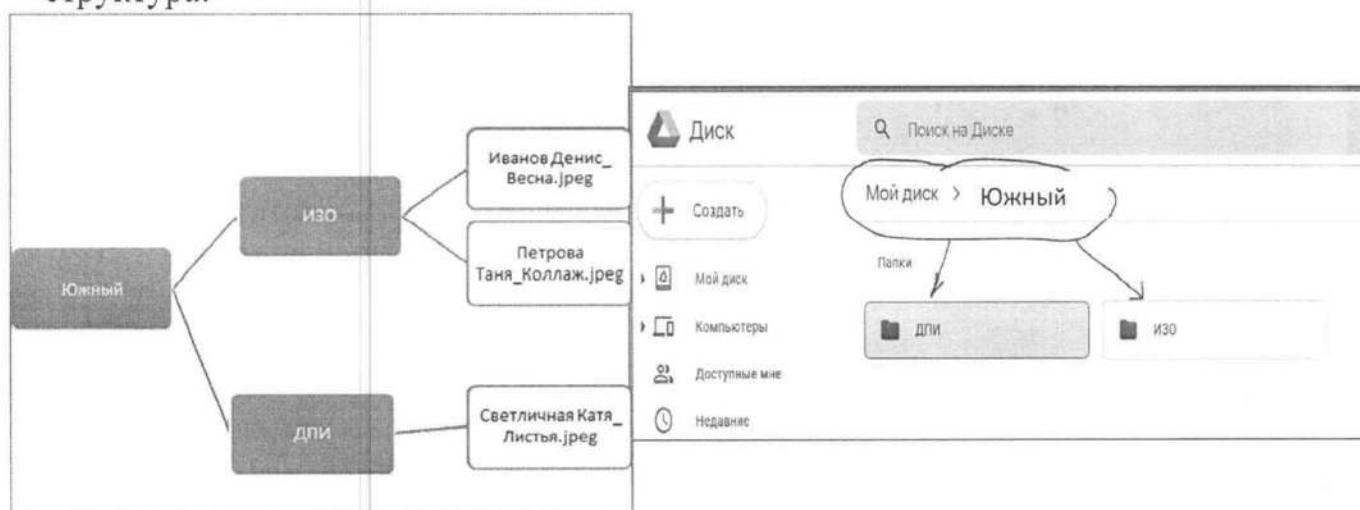 структура:
Иванов Денис_
Весна.jpeg
ИЗО
Петрова
Таня_Коллаж.jpeg
Южный
Светличная Катя_
Листья.jpeg
ДПИ
Диск
Поиск на Диске
Создать
Мой диск > Южный
Папки
Мой диск
Компьютеры
ДПИ
ИЗО
Доступные мне
Недавние